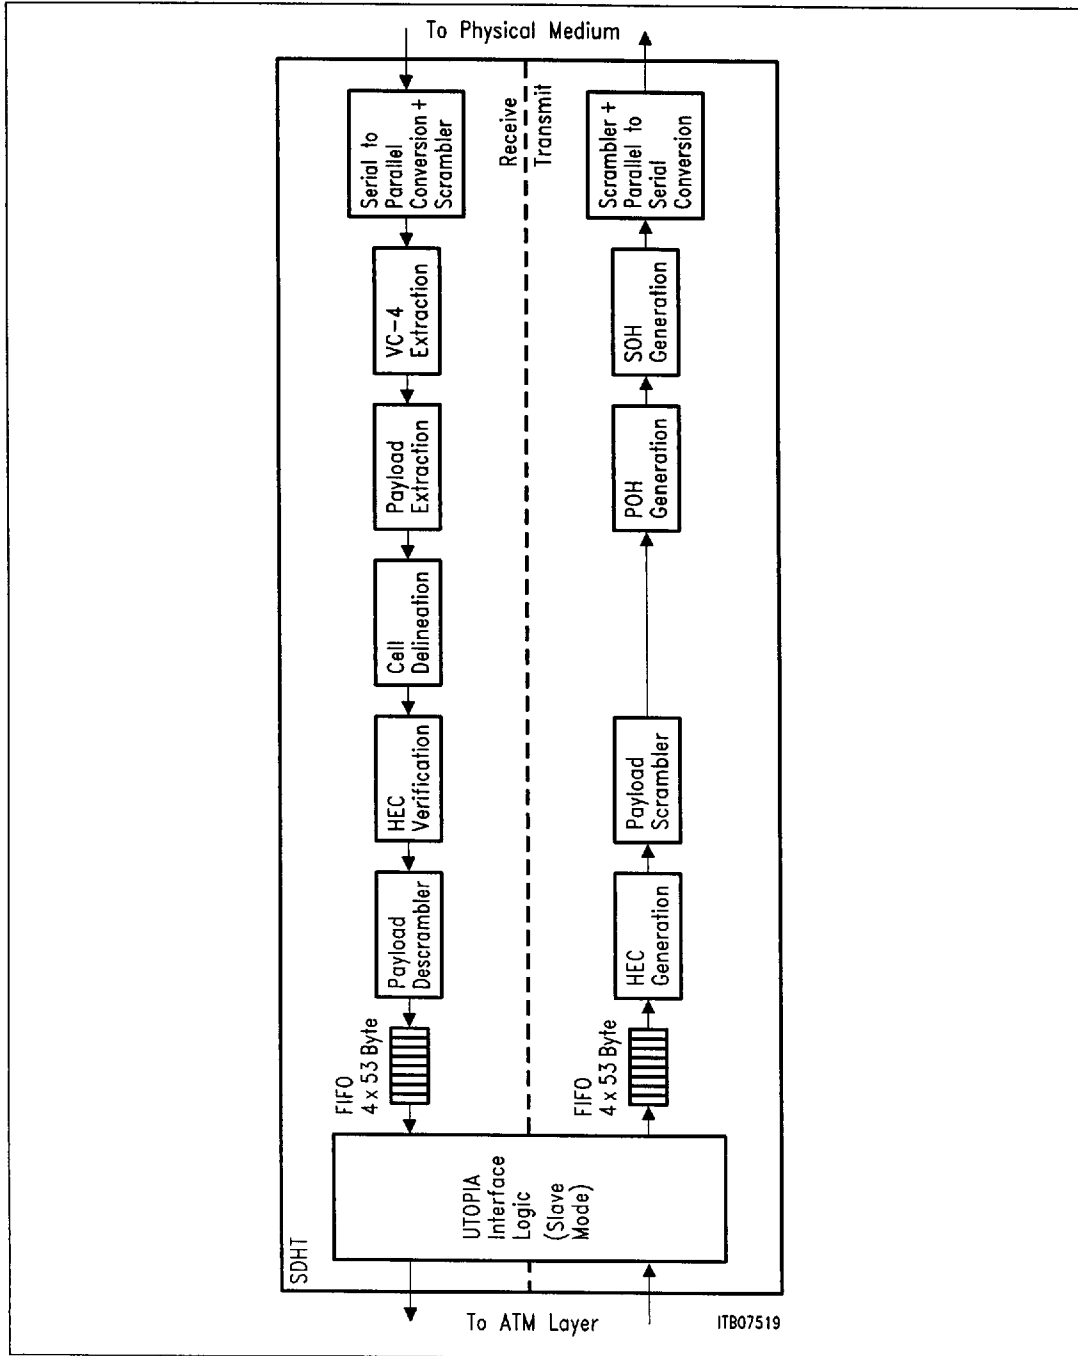 To Physical Medium
Serial to
Parallel
Conversion +
Scrambler
Receive
Transmit
Scrambler +
Parallel to
Serial
Conversion
VC-4
Extraction
SOH
Generation
Payload
Extraction
POH
Generation
Cell
Delineation
HEC
Verification
Payload
Scrambler
Payload
Descrambler
HEC
Generation
FIFO
4 x 53 Byte
FIFO
4 x 53 Byte
UTOPIA
Interface
Logic
(Slave
Mode)
SDHT
To ATM Layer
ITB07519